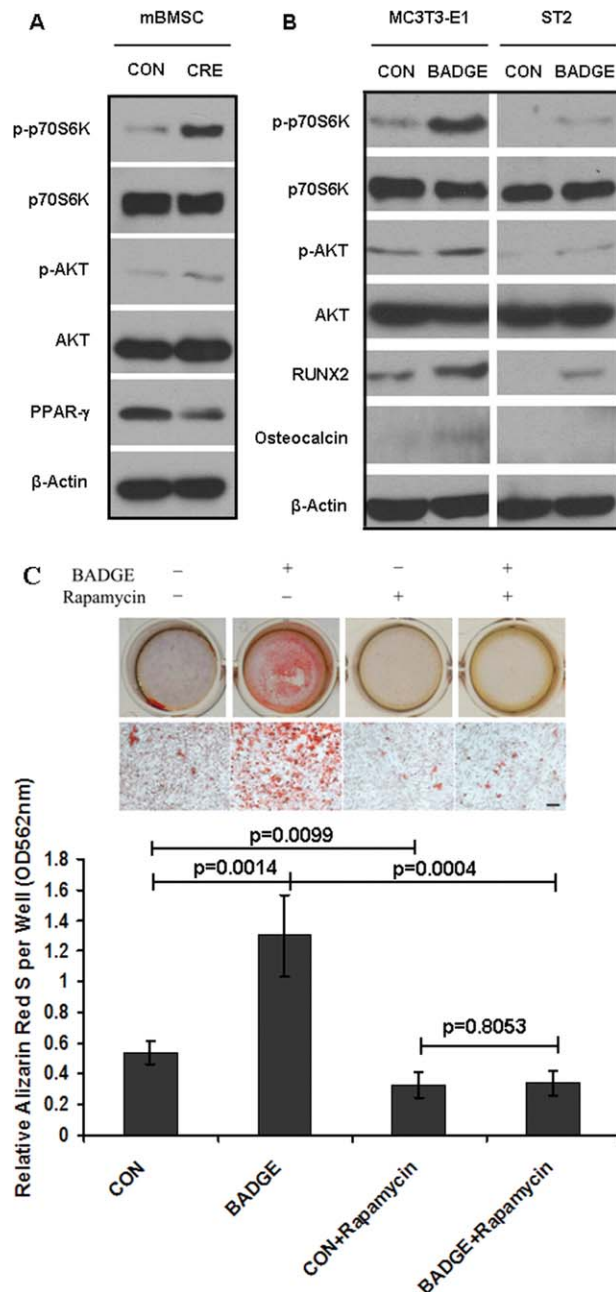 A
mBMSC
CON CRE
p-p70S6K
p70S6K
p-AKT
AKT
PPAR-γ
β-Actin
B
MC3T3-E1 ST2
CON BADGE CON BADGE
p-p70S6K
p70S6K
p-AKT
AKT
RUNX2
Osteocalcin
β-Actin
C
BADGE – + – +
Rapamycin – – + +
p=0.0099
p=0.0014 p=0.0004
p=0.8053
Relative Alizarin Red S per Well (OD562nm)
1.8
1.6
1.4
1.2
1
0.8
0.6
0.4
0.2
0
CON
BADGE
CON+Rapamycin
BADGE+Rapamycin